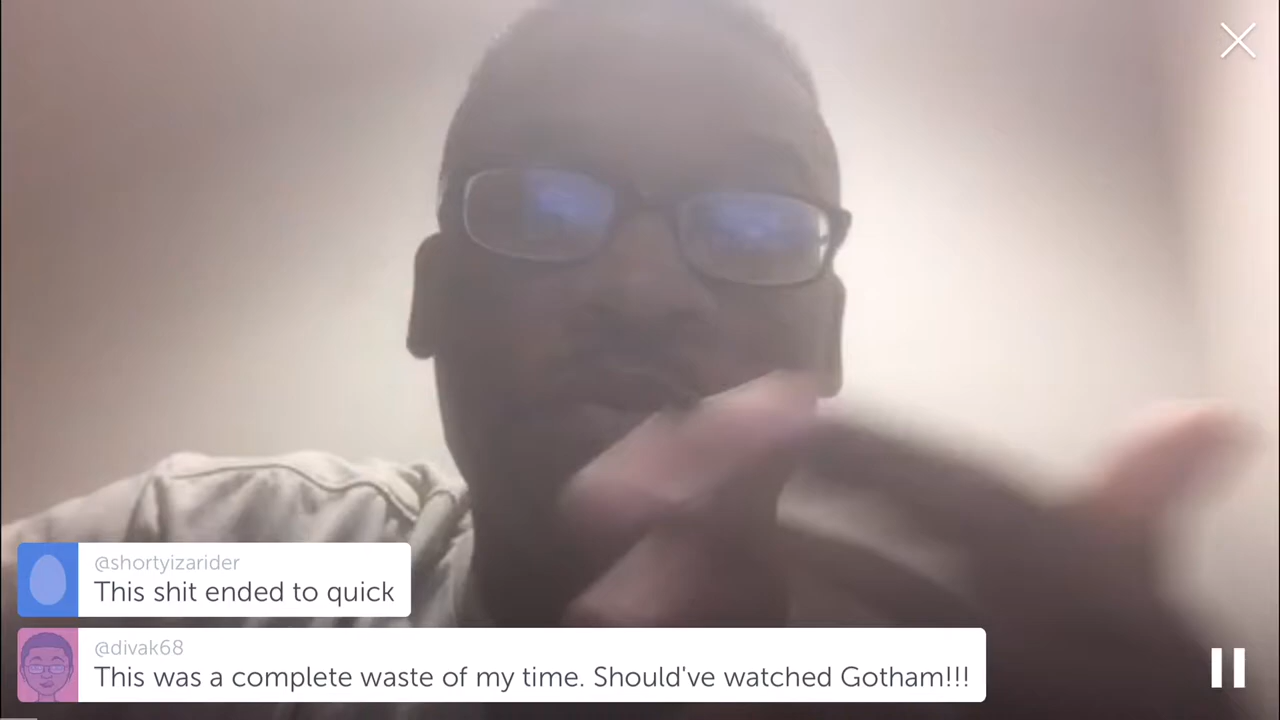 @shortyizarider
This shit ended to quick
@divak68
This was a complete waste of my time. Should've watched Gotham!!!